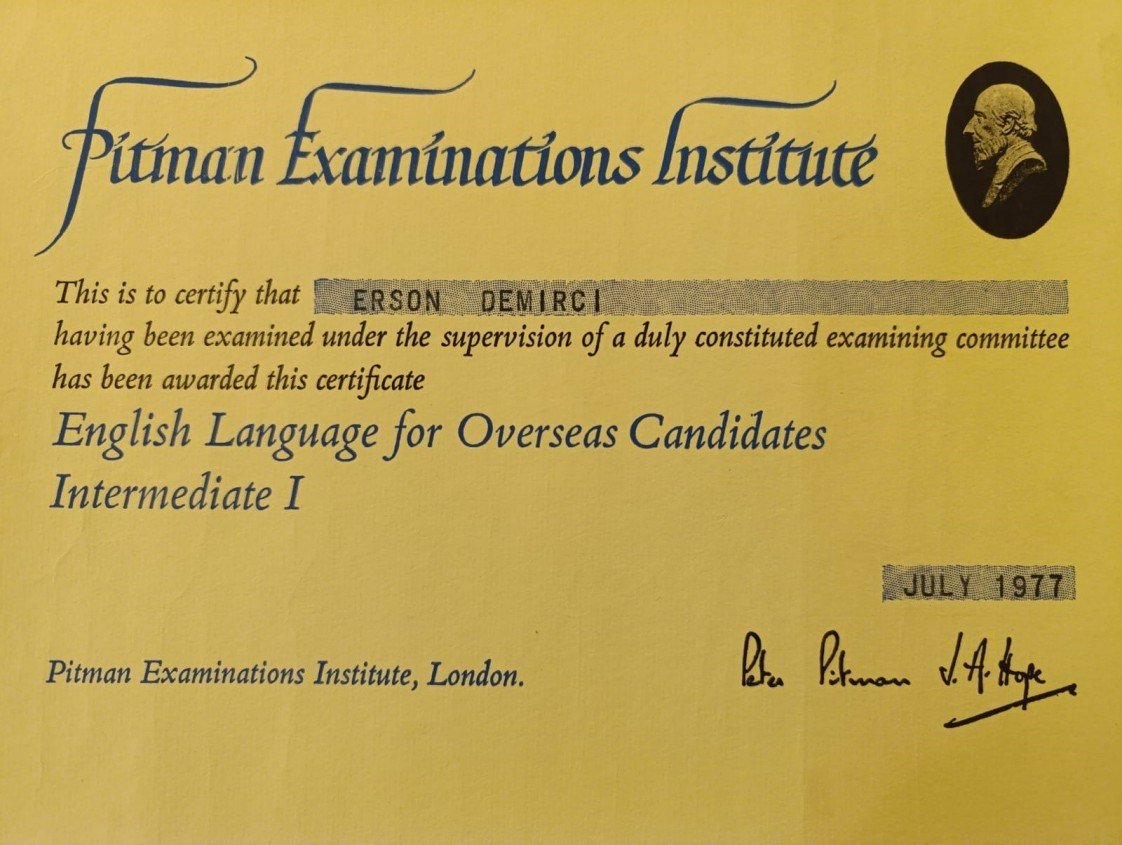 Pitman Examinations Institute
This is to certify that ERSON DEMIRCI
having been examined under the supervision of a duly constituted examining committee
has been awarded this certificate
English Language for Overseas Candidates
Intermediate I
JULY 1977
Pitman Examinations Institute, London.
Peter Pitman J. A. Hope